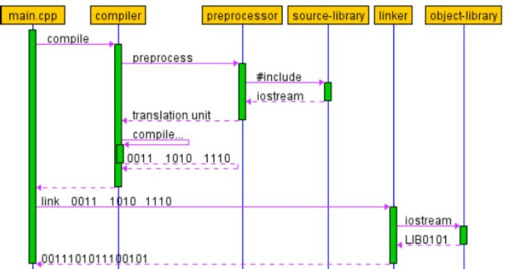 main.cpp compiler preprocessor source-library linker object-library
compile
preprocess
#include
iostream
translation unit
compile...
0011 1010 1110
link 0011 1010 1110
iostream
LIB0101
0011101011100101